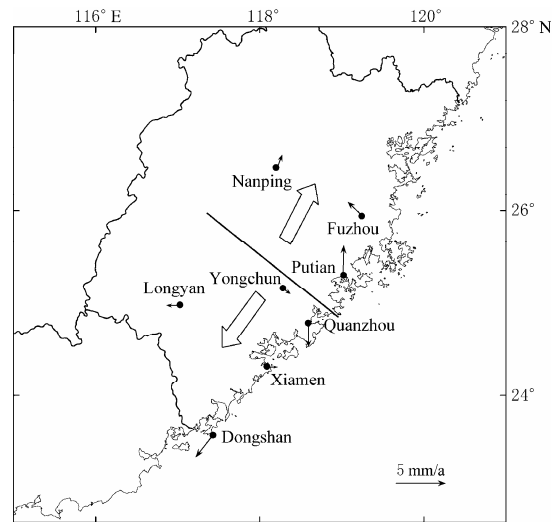 116° E 118° 120° 28° N
Nanping
26°
Fuzhou
Putian
Yongchun
Longyan
Quanzhou
Xiamen
24°
Dongshan
5 mm/a